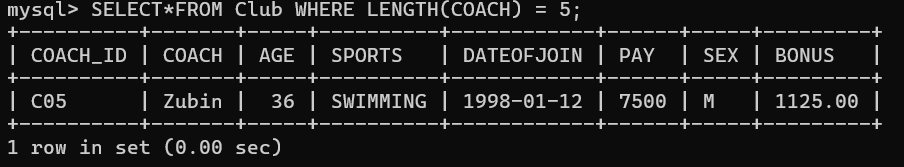 mysql> SELECT*FROM Club WHERE LENGTH(COACH) = 5;
+----------+-------+-----+----------+------------+------+-----+---------+
| COACH_ID | COACH | AGE | SPORTS   | DATEOFJOIN | PAY  | SEX | BONUS   |
+----------+-------+-----+----------+------------+------+-----+---------+
| C05      | Zubin |  36 | SWIMMING | 1998-01-12 | 7500 | M   | 1125.00 |
+----------+-------+-----+----------+------------+------+-----+---------+
1 row in set (0.00 sec)